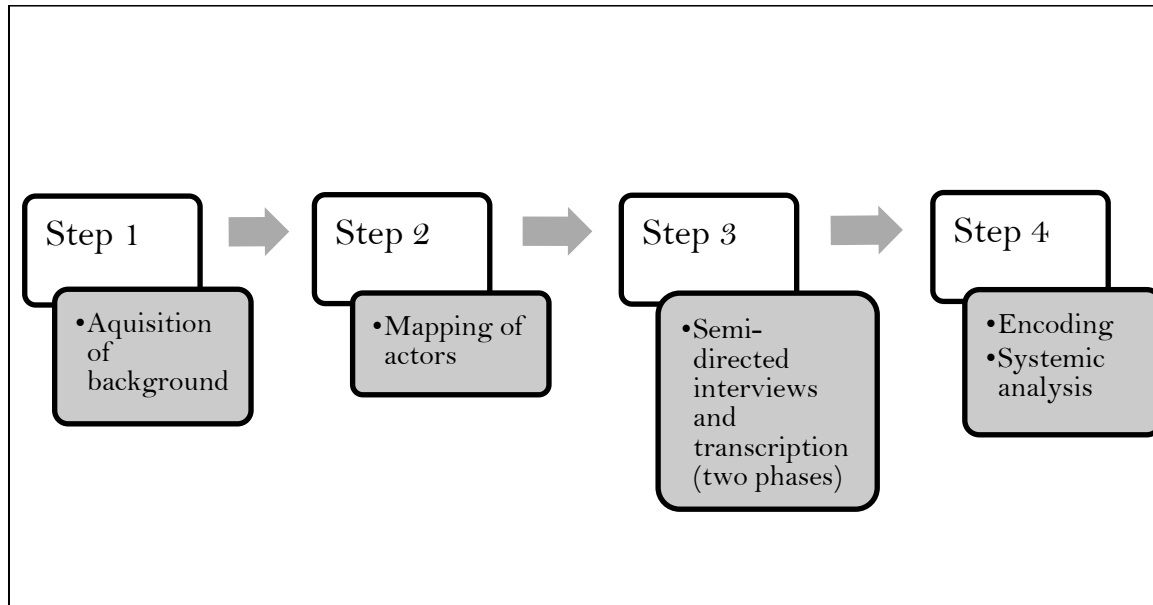 Step 1
•Aquisition
of
background
Step 2
•Mapping of
actors
Step 3
•Semi-
directed
interviews
and
transcription
(two phases)
Step 4
•Encoding
•Systemic
analysis